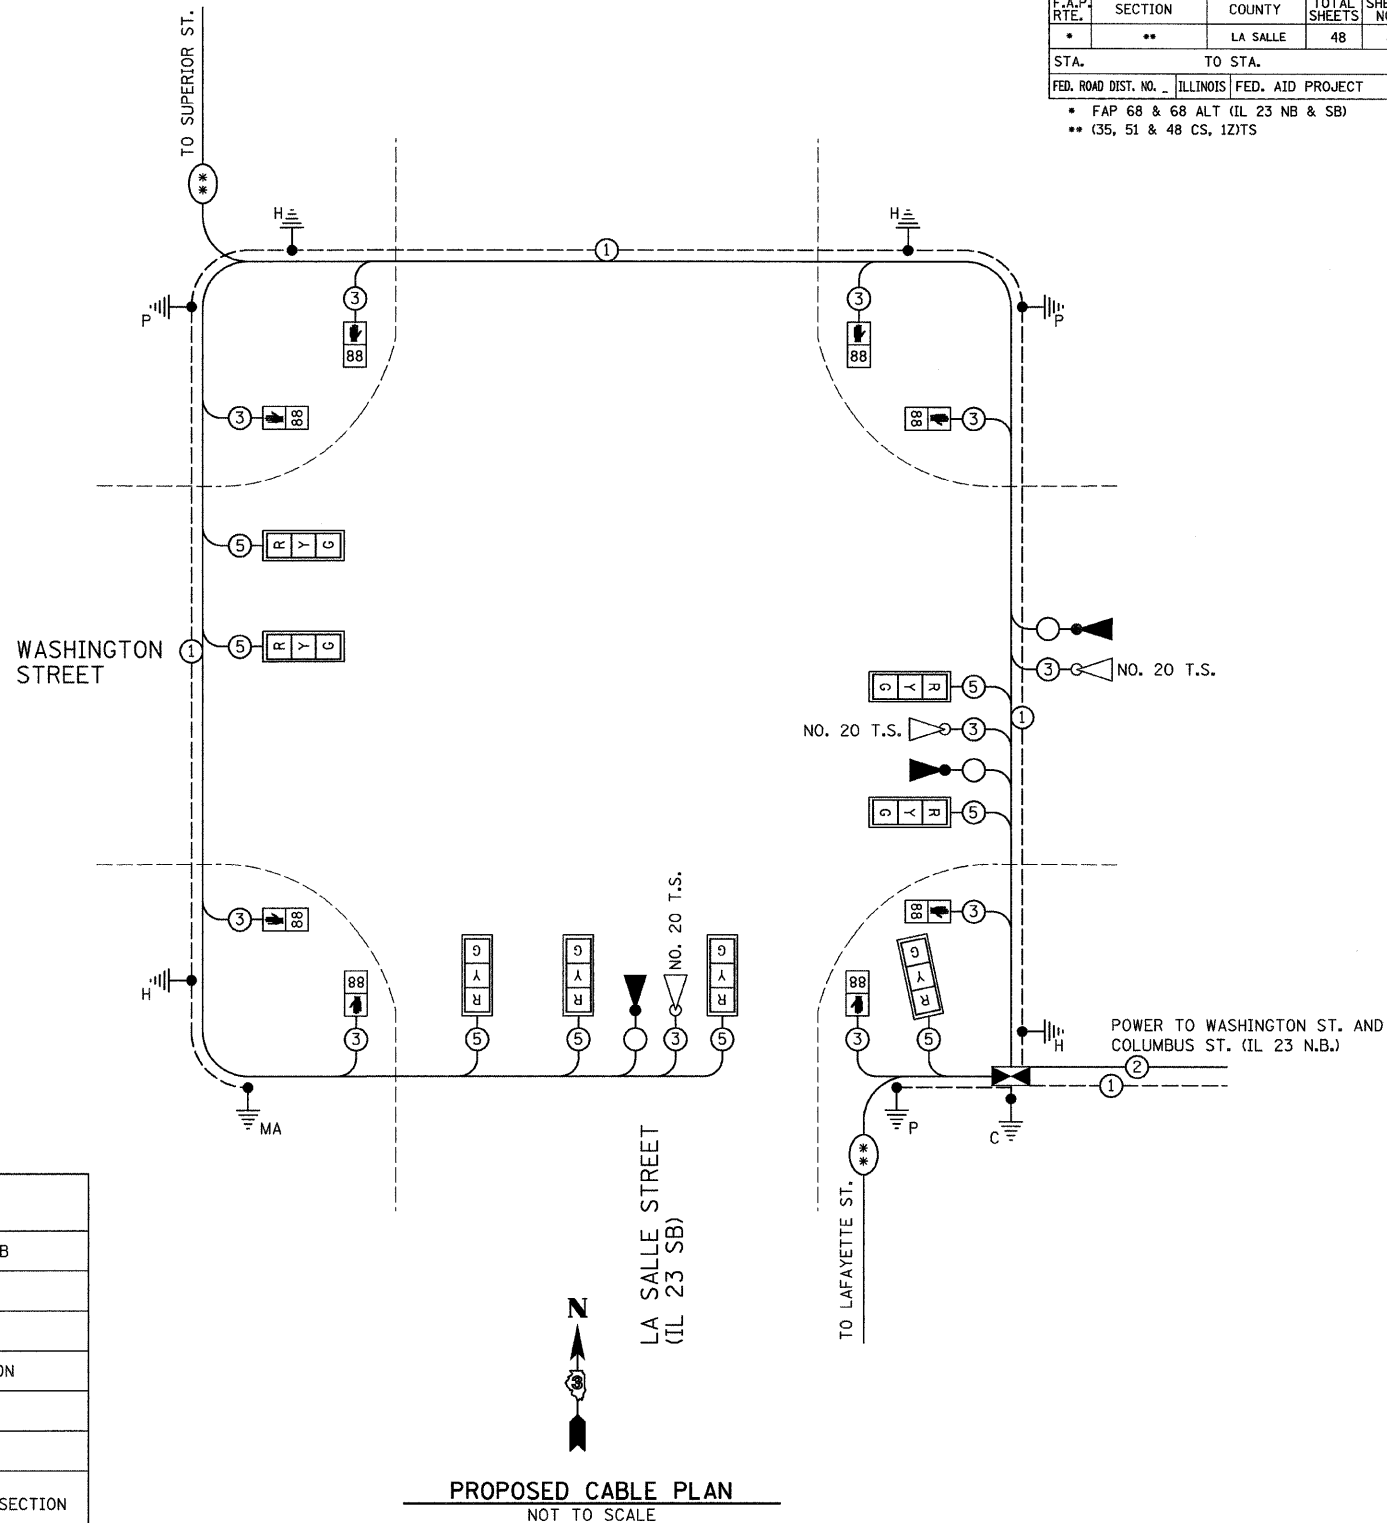 F.A.P. RTE.
SECTION
COUNTY
TOTAL SHEETS
*
**
LA SALLE
48
STA.
TO STA.
FED. ROAD DIST. NO. _
ILLINOIS
FED. AID PROJECT
* FAP 68 & 68 ALT (IL 23 NB & SB)
** (35, 51 & 48 CS, 1Z)TS
TO SUPERIOR ST.
**
H
H
1
P
P
3
88
3
88
3
88
3
88
5
R Y G
5
R Y G
WASHINGTON
STREET
1
3
NO. 20 T.S.
R Y G
5
1
NO. 20 T.S.
3
R Y G
5
3
88
3
88
NO. 20 T.S.
H
88
3
R Y G
5
R Y G
5
3
R Y G
5
88
3
R Y G
5
H
POWER TO WASHINGTON ST. AND
COLUMBUS ST. (IL 23 N.B.)
2
1
MA
P
C
**
LA SALLE STREET
(IL 23 SB)
TO LAFAYETTE ST.
B
ON
SECTION
N
3
PROPOSED CABLE PLAN
NOT TO SCALE